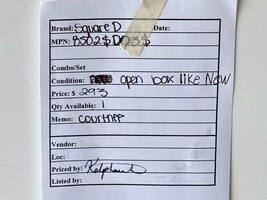 Brand: Square D Date:
MPN: 8502SDO3S
Combo/Set
Condition: open box like New
Price: $ 293
Qty Available: 1
Memo: Courtnee
Vendor:
Loc:
Priced by:
Listed by: